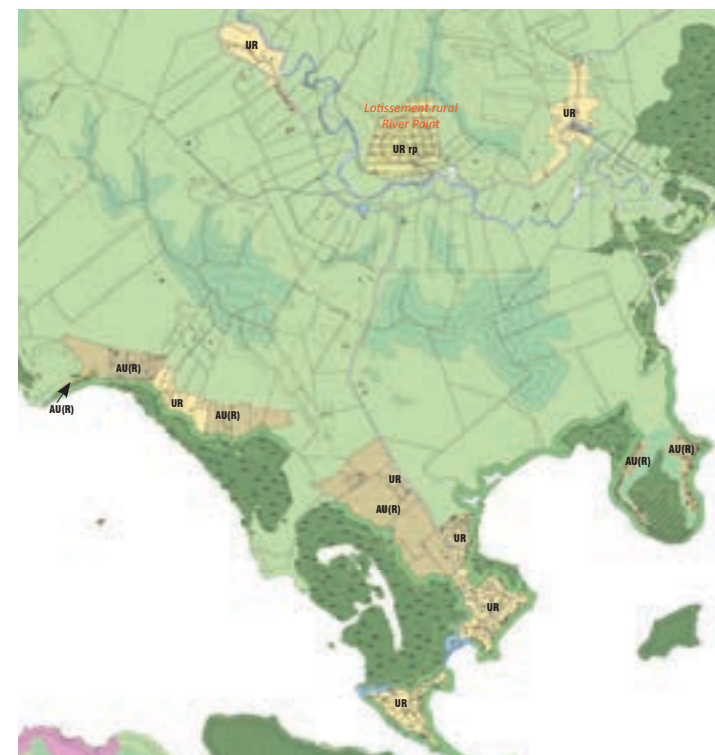 UR
Lotissement rural
River Point
UR
UR rp
AU(R)
AU(R)
UR
AU(R)
AU(R)
AU(R)
UR
AU(R)
UR
UR
UR